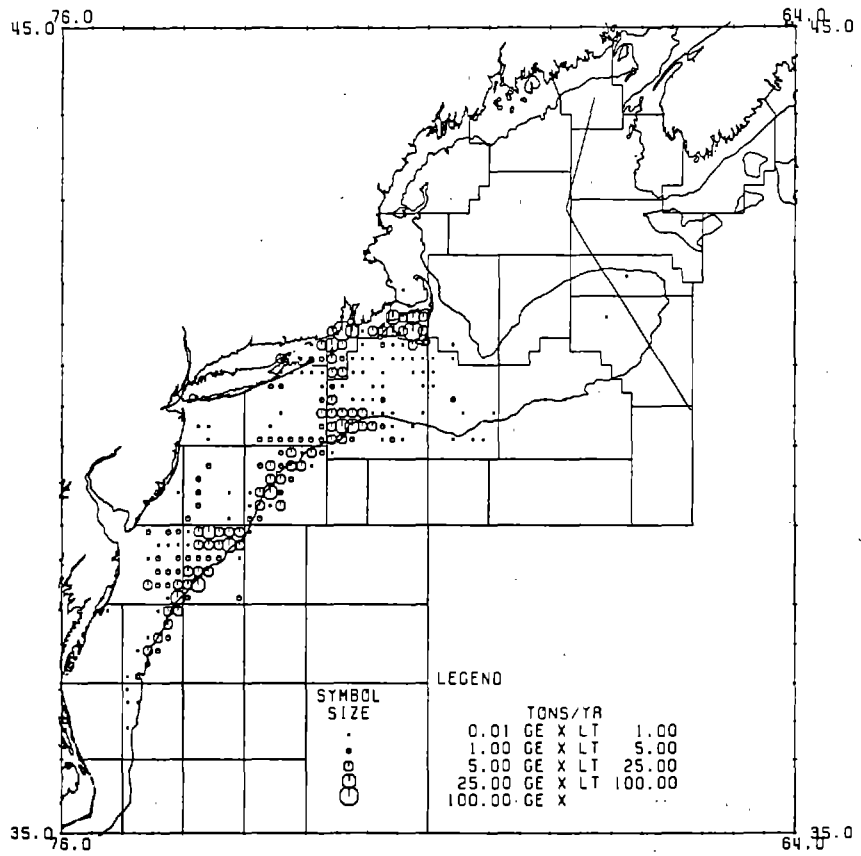 76.0 64.0
45.0 45.0
LEGEND
SYMBOL
SIZE
TONS/YR
0.01 GE X LT 1.00
1.00 GE X LT 5.00
5.00 GE X LT 25.00
25.00 GE X LT 100.00
100.00 GE X
35.0 35.0
76.0 64.0